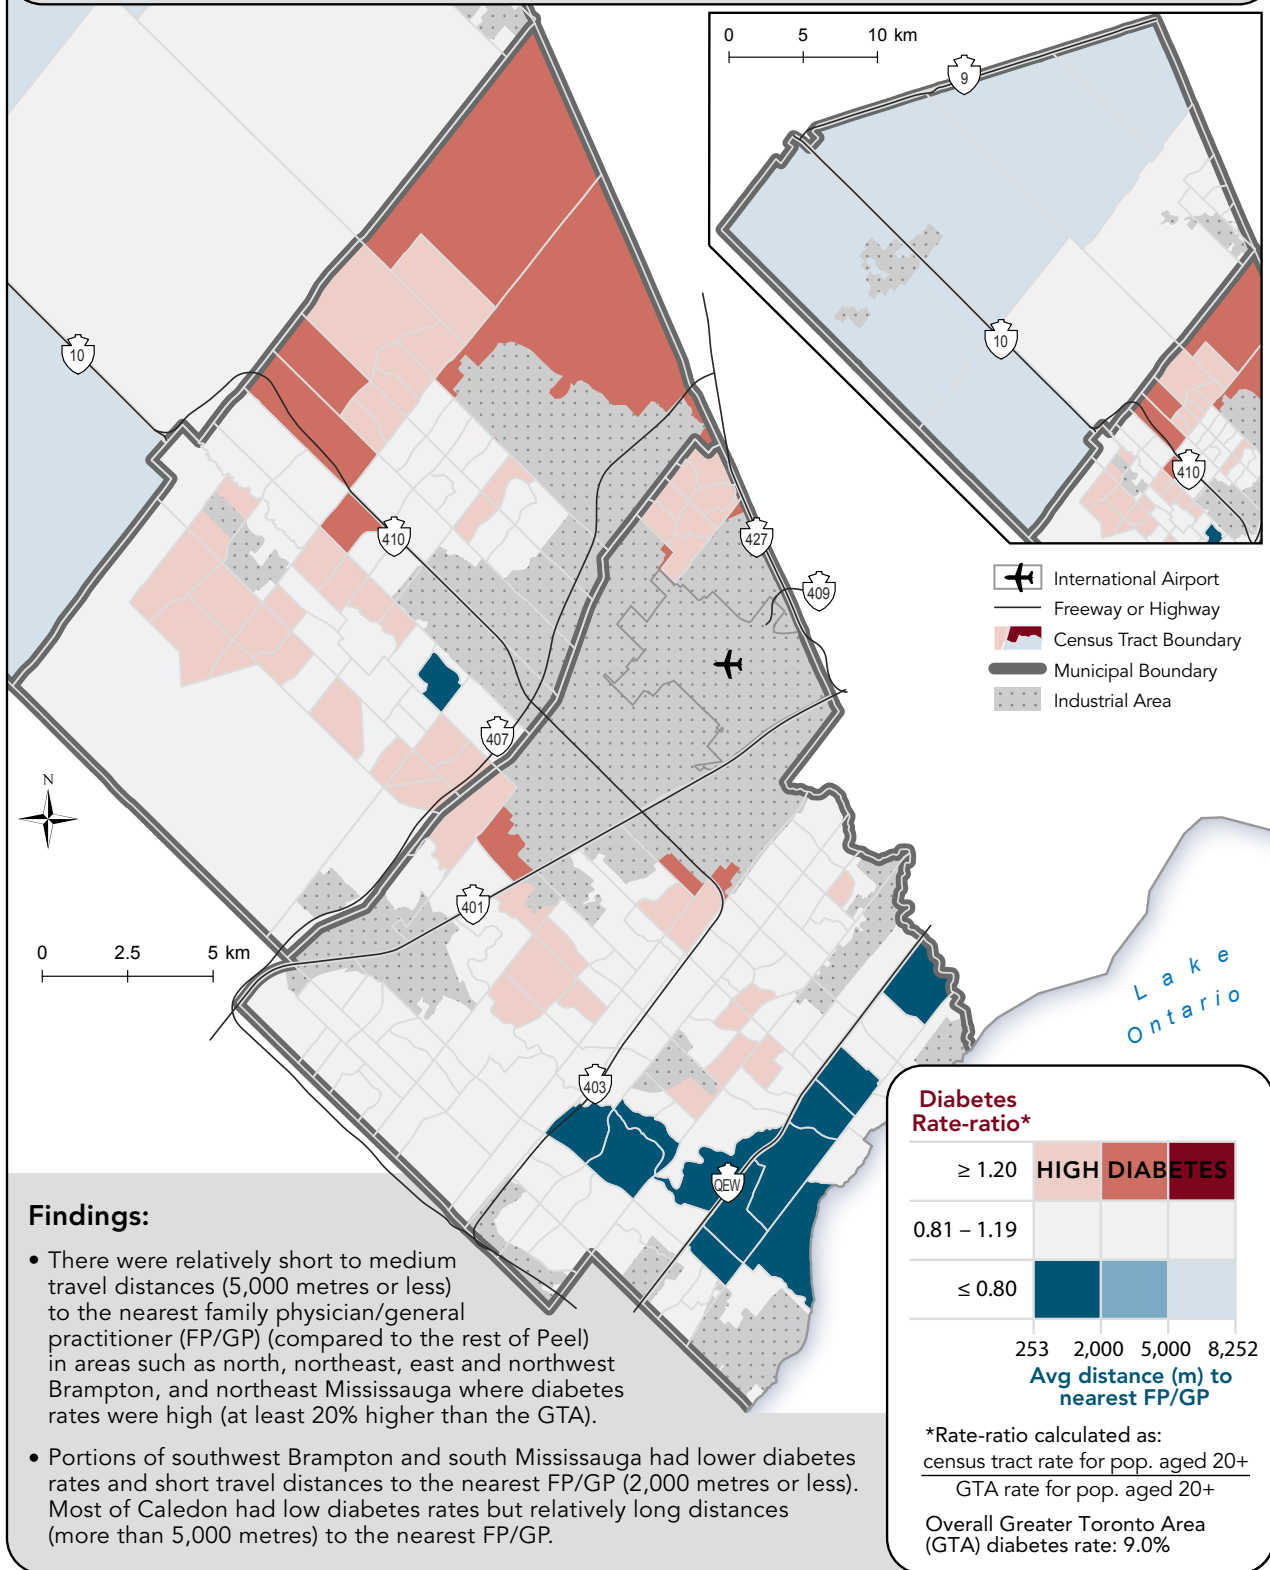 0 5 10 km
9
10
410
10
410
427
409
407
401
403
QEW
International Airport
Freeway or Highway
Census Tract Boundary
Municipal Boundary
Industrial Area
N
0 2.5 5 km
Lake
Ontario
Findings:
• There were relatively short to medium
travel distances (5,000 metres or less)
to the nearest family physician/general
practitioner (FP/GP) (compared to the rest of Peel)
in areas such as north, northeast, east and northwest
Brampton, and northeast Mississauga where diabetes
rates were high (at least 20% higher than the GTA).
• Portions of southwest Brampton and south Mississauga had lower diabetes
rates and short travel distances to the nearest FP/GP (2,000 metres or less).
Most of Caledon had low diabetes rates but relatively long distances
(more than 5,000 metres) to the nearest FP/GP.
Diabetes
Rate-ratio*
≥ 1.20 HIGH DIABETES
0.81 – 1.19
≤ 0.80
253 2,000 5,000 8,252
Avg distance (m) to
nearest FP/GP
*Rate-ratio calculated as:
census tract rate for pop. aged 20+
GTA rate for pop. aged 20+
Overall Greater Toronto Area
(GTA) diabetes rate: 9.0%